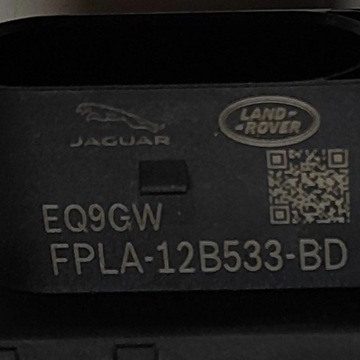 JAGUAR
LAND-
-ROVER
EQ9GW
FPLA-12B533-BD